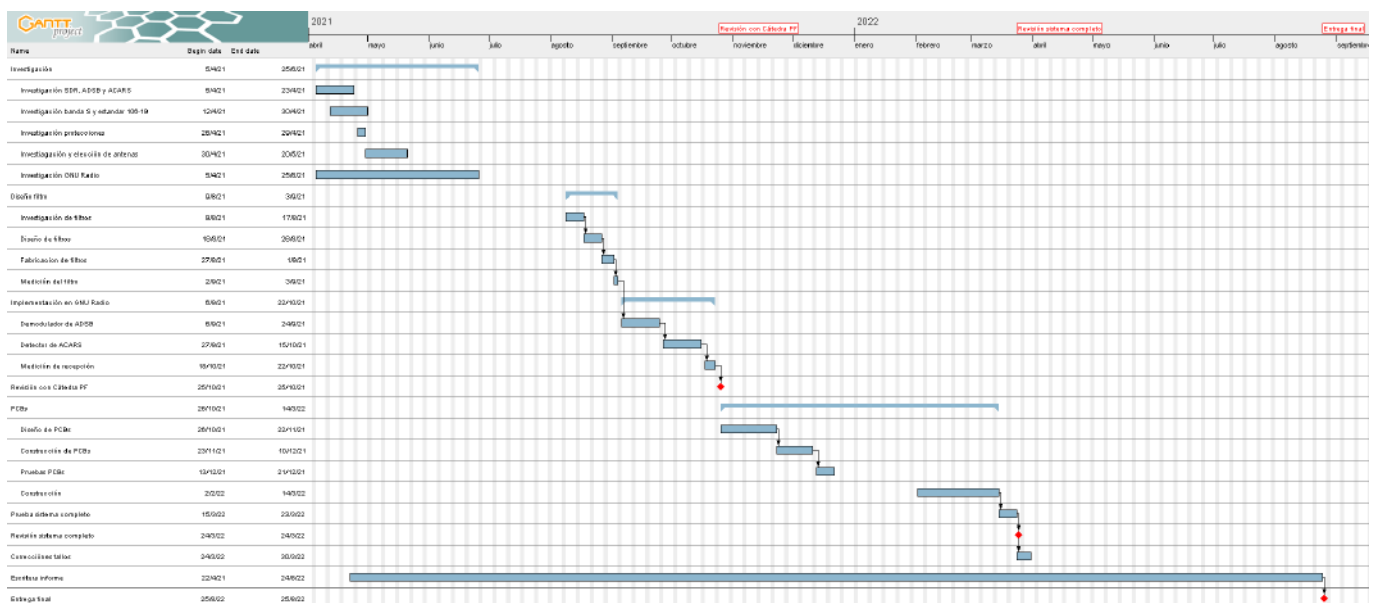 GANTT project
2021
2022
Revisión con Cátedra PF
Revisión sistema completo
Entrega final
Name Begin date End date
abril mayo junio julio agosto septiembre octubre noviembre diciembre enero febrero marzo abril mayo junio julio agosto septiembre
Investigación 5/4/21 25/6/21
Investigación SDR, ADSB y ACARS 5/4/21 23/4/21
Investigación banda S y estandar 106-19 12/4/21 30/4/21
Investigación protecciones 26/4/21 29/4/21
Investiagación y elección de antenas 30/4/21 20/5/21
Investigación GNU Radio 5/4/21 25/6/21
Diseño filtro 9/8/21 3/9/21
Investigación de filtros 9/8/21 17/8/21
Diseño de filtros 18/8/21 26/8/21
Fabricacion de filtros 27/8/21 1/9/21
Medición del filtro 2/9/21 3/9/21
Implementación en GNU Radio 6/9/21 22/10/21
Demodulador de ADSB 6/9/21 24/9/21
Detector de ACARS 27/9/21 15/10/21
Medición de recepción 18/10/21 22/10/21
Revisión con Cátedra PF 25/10/21 25/10/21
PCBs 26/10/21 14/3/22
Diseño de PCBs 26/10/21 22/11/21
Construcción de PCBs 23/11/21 10/12/21
Pruebas PCBs 13/12/21 21/12/21
Construcción 2/2/22 14/3/22
Prueba sistema completo 15/3/22 23/3/22
Revisión sistema completo 24/3/22 24/3/22
Correcciones fallos 24/3/22 30/3/22
Escritura informe 22/4/21 24/8/22
Entrega final 25/8/22 25/8/22